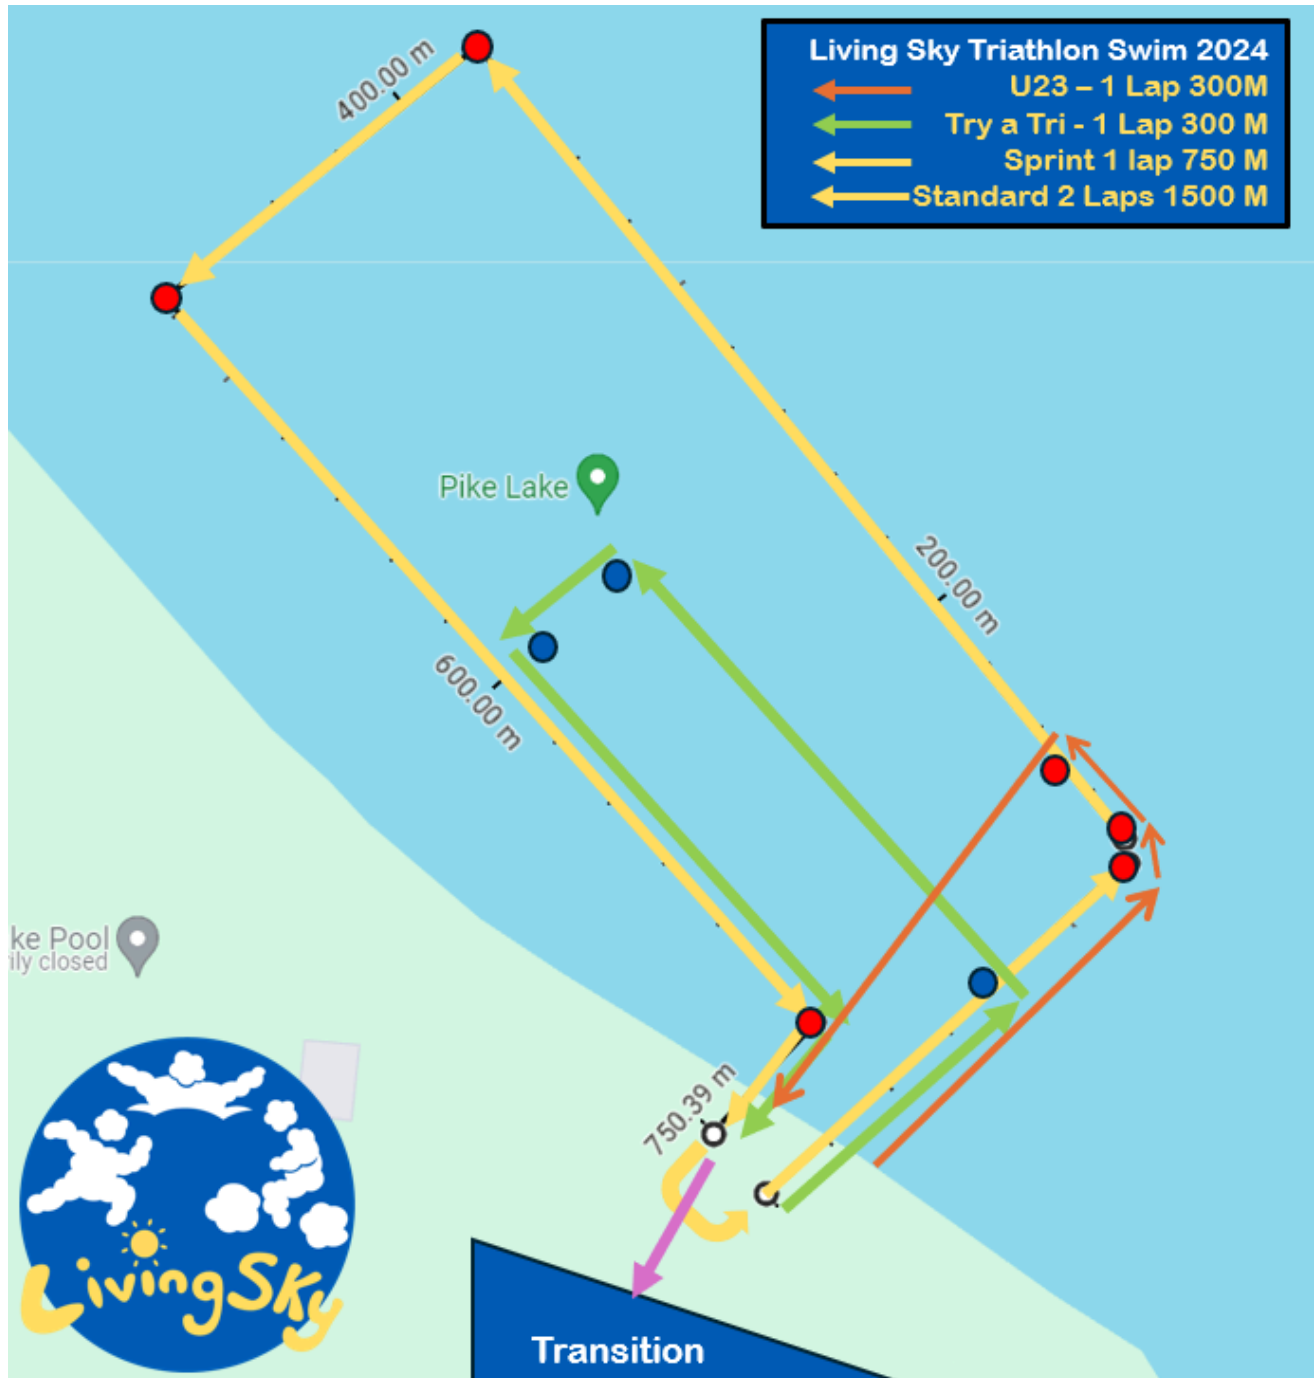 Living Sky Triathlon Swim 2024
U23 – 1 Lap 300M
Try a Tri - 1 Lap 300 M
Sprint 1 lap 750 M
Standard 2 Laps 1500 M
400.00 m
Pike Lake
200.00 m
600.00 m
ke Pool
ily closed
750.39 m
LivingSky
Transition